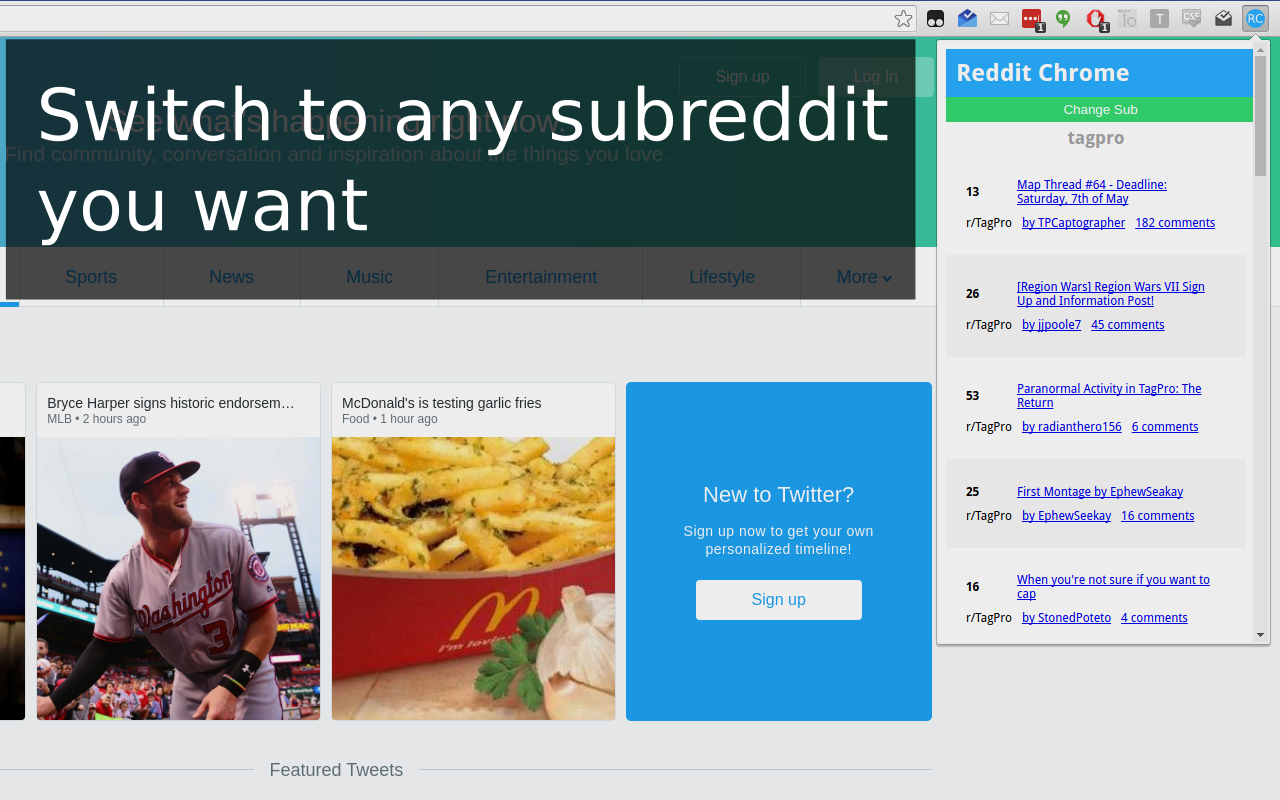 1
1
To
T
CSE
RC
Sign up
Log In
See what's happening right now.
Find community, conversation and inspiration about the things you love.
Switch to any subreddit
you want
Sports
News
Music
Entertainment
Lifestyle
More
Bryce Harper signs historic endorsem…
MLB • 2 hours ago
Washington
3
McDonald's is testing garlic fries
Food • 1 hour ago
New to Twitter?
Sign up now to get your own
personalized timeline!
Sign up
Featured Tweets
Reddit Chrome
Change Sub
tagpro
13
Map Thread #64 - Deadline:
Saturday, 7th of May
r/TagPro by TPCaptographer 182 comments
26
[Region Wars] Region Wars VII Sign
Up and Information Post!
r/TagPro by jjpoole7 45 comments
53
Paranormal Activity in TagPro: The
Return
r/TagPro by radianthero156 6 comments
25
First Montage by EphewSeakay
r/TagPro by EphewSeekay 16 comments
16
When you're not sure if you want to
cap
r/TagPro by StonedPoteto 4 comments